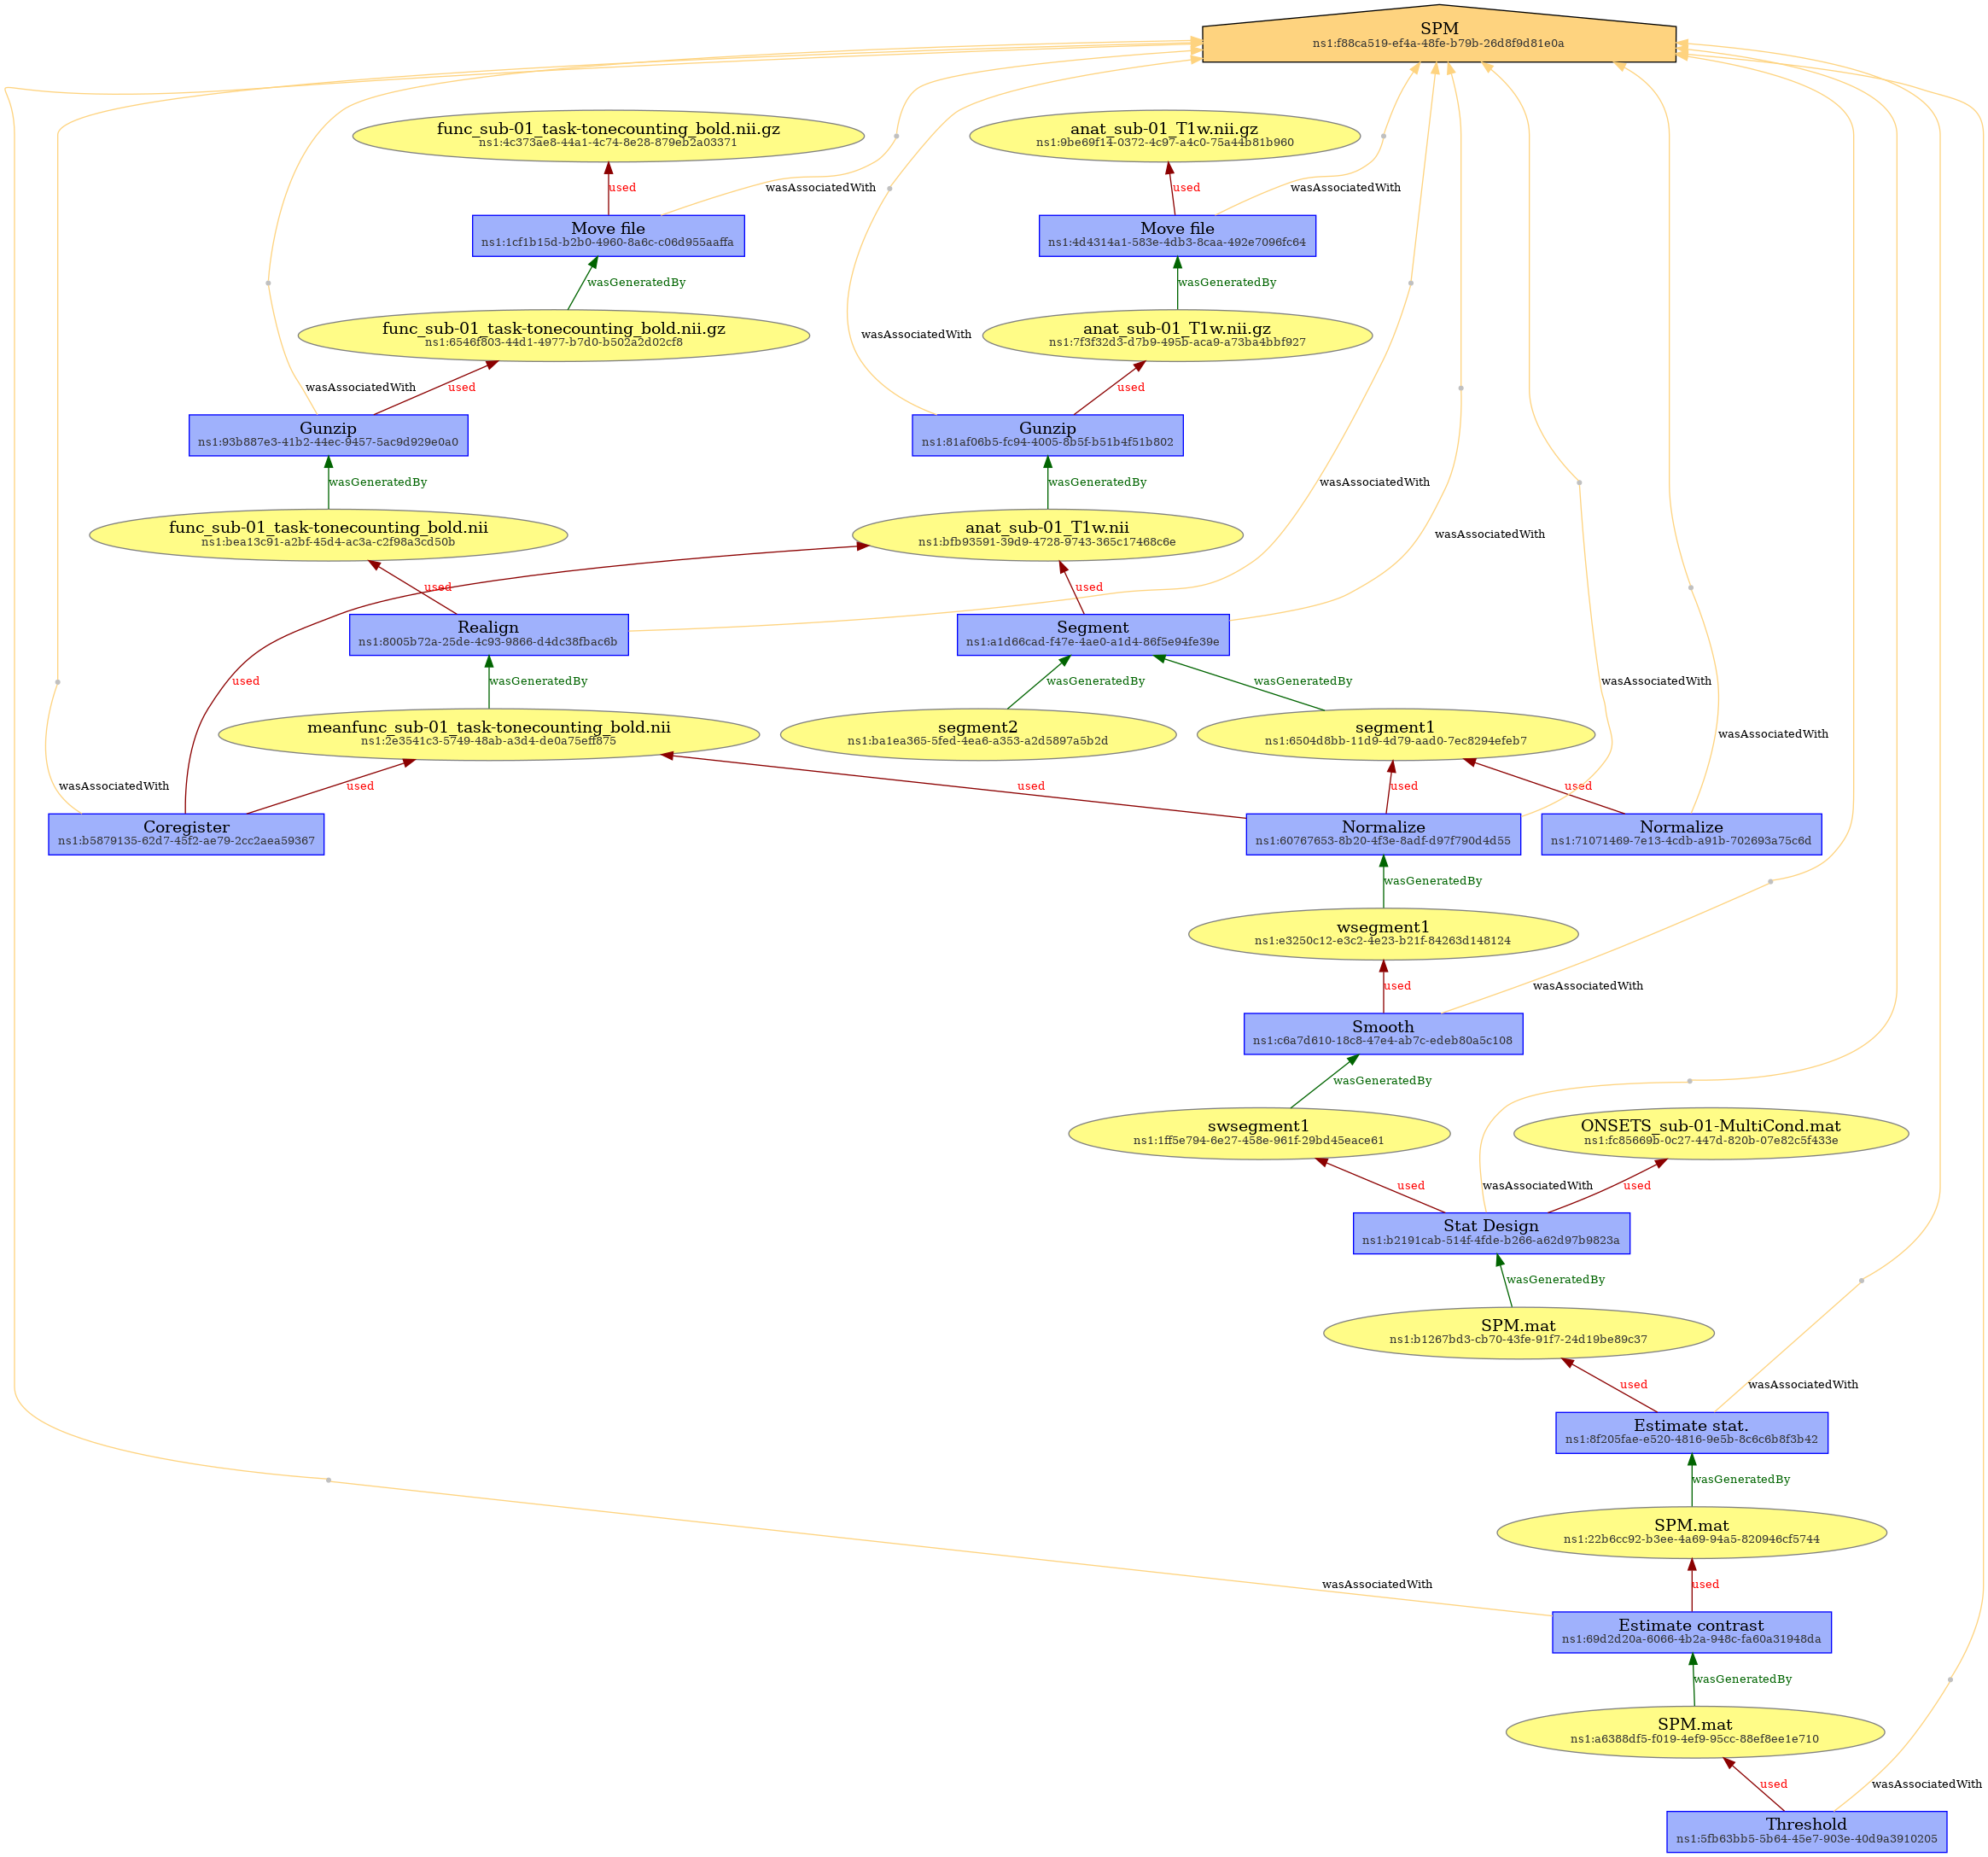 SPM
ns1:f88ca519-ef4a-48fe-b79b-26d8f9d81e0a
func_sub-01_task-tonecounting_bold.nii.gz
ns1:4c373ae8-44a1-4c74-8e28-879eb2a03371
anat_sub-01_T1w.nii.gz
ns1:9be69f14-0372-4c97-a4c0-75a44b81b960
used
wasAssociatedWith
used
wasAssociatedWith
Move file
ns1:1cf1b15d-b2b0-4960-8a6c-c06d955aaffa
Move file
ns1:4d4314a1-583e-4db3-8caa-492e7096fc64
wasGeneratedBy
wasGeneratedBy
func_sub-01_task-tonecounting_bold.nii.gz
ns1:6546f803-44d1-4977-b7d0-b502a2d02cf8
anat_sub-01_T1w.nii.gz
ns1:7f3f32d3-d7b9-495b-aca9-a73ba4bbf927
wasAssociatedWith
wasAssociatedWith
used
used
Gunzip
ns1:93b887e3-41b2-44ec-9457-5ac9d929e0a0
Gunzip
ns1:81af06b5-fc94-4005-8b5f-b51b4f51b802
wasGeneratedBy
wasGeneratedBy
wasAssociatedWith
func_sub-01_task-tonecounting_bold.nii
ns1:bea13c91-a2bf-45d4-ac3a-c2f98a3cd50b
anat_sub-01_T1w.nii
ns1:bfb93591-39d9-4728-9743-365c17468c6e
wasAssociatedWith
used
used
Realign
ns1:8005b72a-25de-4c93-9866-d4dc38fbac6b
Segment
ns1:a1d66cad-f47e-4ae0-a1d4-86f5e94fe39e
used
wasGeneratedBy
wasGeneratedBy
wasGeneratedBy
wasAssociatedWith
meanfunc_sub-01_task-tonecounting_bold.nii
ns1:2e3541c3-5749-48ab-a3d4-de0a75eff875
segment2
ns1:ba1ea365-5fed-4ea6-a353-a2d5897a5b2d
segment1
ns1:6504d8bb-11d9-4d79-aad0-7ec8294efeb7
wasAssociatedWith
wasAssociatedWith
used
used
used
used
Coregister
ns1:b5879135-62d7-45f2-ae79-2cc2aea59367
Normalize
ns1:60767653-8b20-4f3e-8adf-d97f790d4d55
Normalize
ns1:71071469-7e13-4cdb-a91b-702693a75c6d
wasGeneratedBy
wsegment1
ns1:e3250c12-e3c2-4e23-b21f-84263d148124
used
wasAssociatedWith
Smooth
ns1:c6a7d610-18c8-47e4-ab7c-edeb80a5c108
wasGeneratedBy
swsegment1
ns1:1ff5e794-6e27-458e-961f-29bd45eace61
ONSETS_sub-01-MultiCond.mat
ns1:fc85669b-0c27-447d-820b-07e82c5f433e
used
wasAssociatedWith
used
Stat Design
ns1:b2191cab-514f-4fde-b266-a62d97b9823a
wasGeneratedBy
SPM.mat
ns1:b1267bd3-cb70-43fe-91f7-24d19be89c37
used
wasAssociatedWith
Estimate stat.
ns1:8f205fae-e520-4816-9e5b-8c6c6b8f3b42
wasGeneratedBy
SPM.mat
ns1:22b6cc92-b3ee-4a69-94a5-820946cf5744
wasAssociatedWith
used
Estimate contrast
ns1:69d2d20a-6066-4b2a-948c-fa60a31948da
wasGeneratedBy
SPM.mat
ns1:a6388df5-f019-4ef9-95cc-88ef8ee1e710
used
wasAssociatedWith
Threshold
ns1:5fb63bb5-5b64-45e7-903e-40d9a3910205